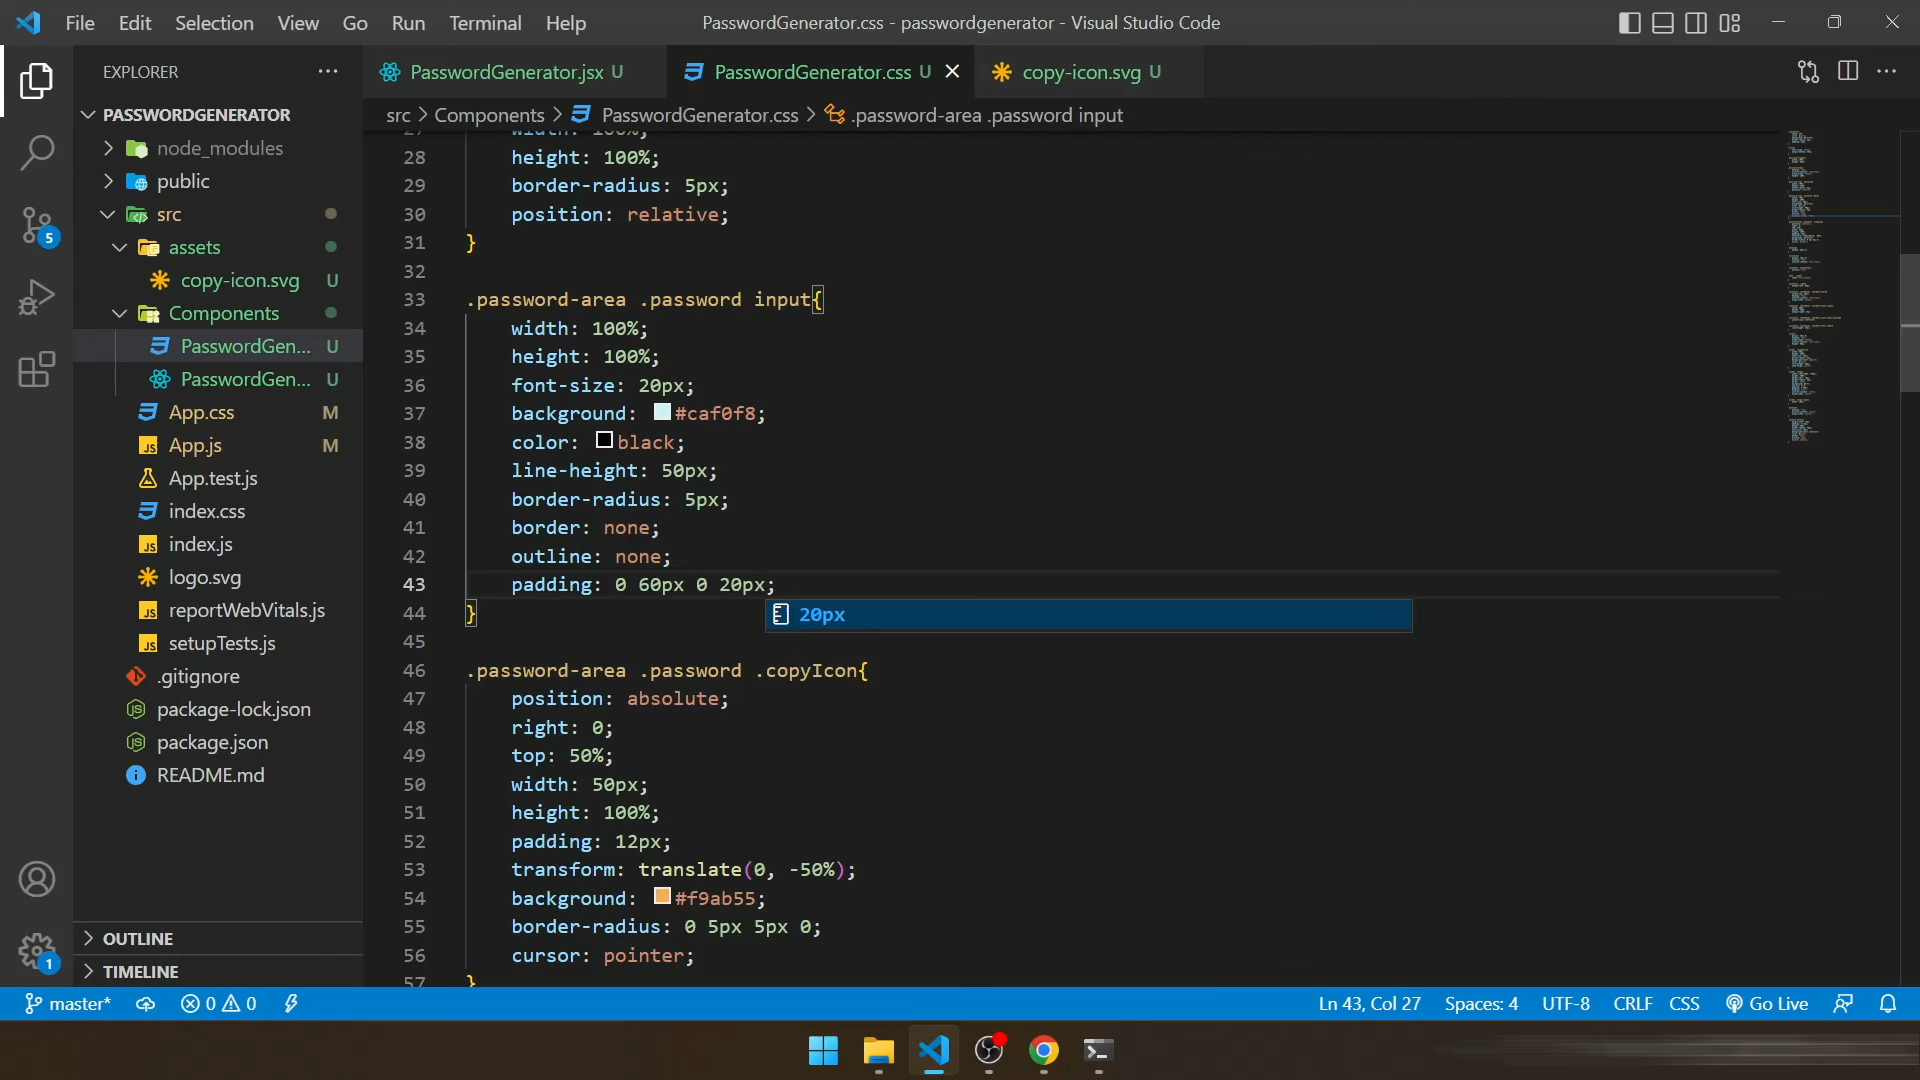 File Edit Selection View Go Run Terminal Help
PasswordGenerator.css - passwordgenerator - Visual Studio Code
EXPLORER
PasswordGenerator.jsx U
PasswordGenerator.css U
copy-icon.svg U
src > Components > PasswordGenerator.css > .password-area .password input
PASSWORDGENERATOR
node_modules
public
src
assets
copy-icon.svg U
Components
PasswordGen... U
PasswordGen... U
App.css M
App.js M
App.test.js
index.css
index.js
logo.svg
reportWebVitals.js
setupTests.js
.gitignore
package-lock.json
package.json
README.md
OUTLINE
TIMELINE
5
1
27 width: 100%;
28 height: 100%;
29 border-radius: 5px;
30 position: relative;
31 }
32
33 .password-area .password input{
34 width: 100%;
35 height: 100%;
36 font-size: 20px;
37 background: #caf0f8;
38 color: black;
39 line-height: 50px;
40 border-radius: 5px;
41 border: none;
42 outline: none;
43 padding: 0 60px 0 20px;
44 }
20px
45
46 .password-area .password .copyIcon{
47 position: absolute;
48 right: 0;
49 top: 50%;
50 width: 50px;
51 height: 100%;
52 padding: 12px;
53 transform: translate(0, -50%);
54 background: #f9ab55;
55 border-radius: 0 5px 5px 0;
56 cursor: pointer;
57 }
master* 0 0 Ln 43, Col 27 Spaces: 4 UTF-8 CRLF CSS Go Live